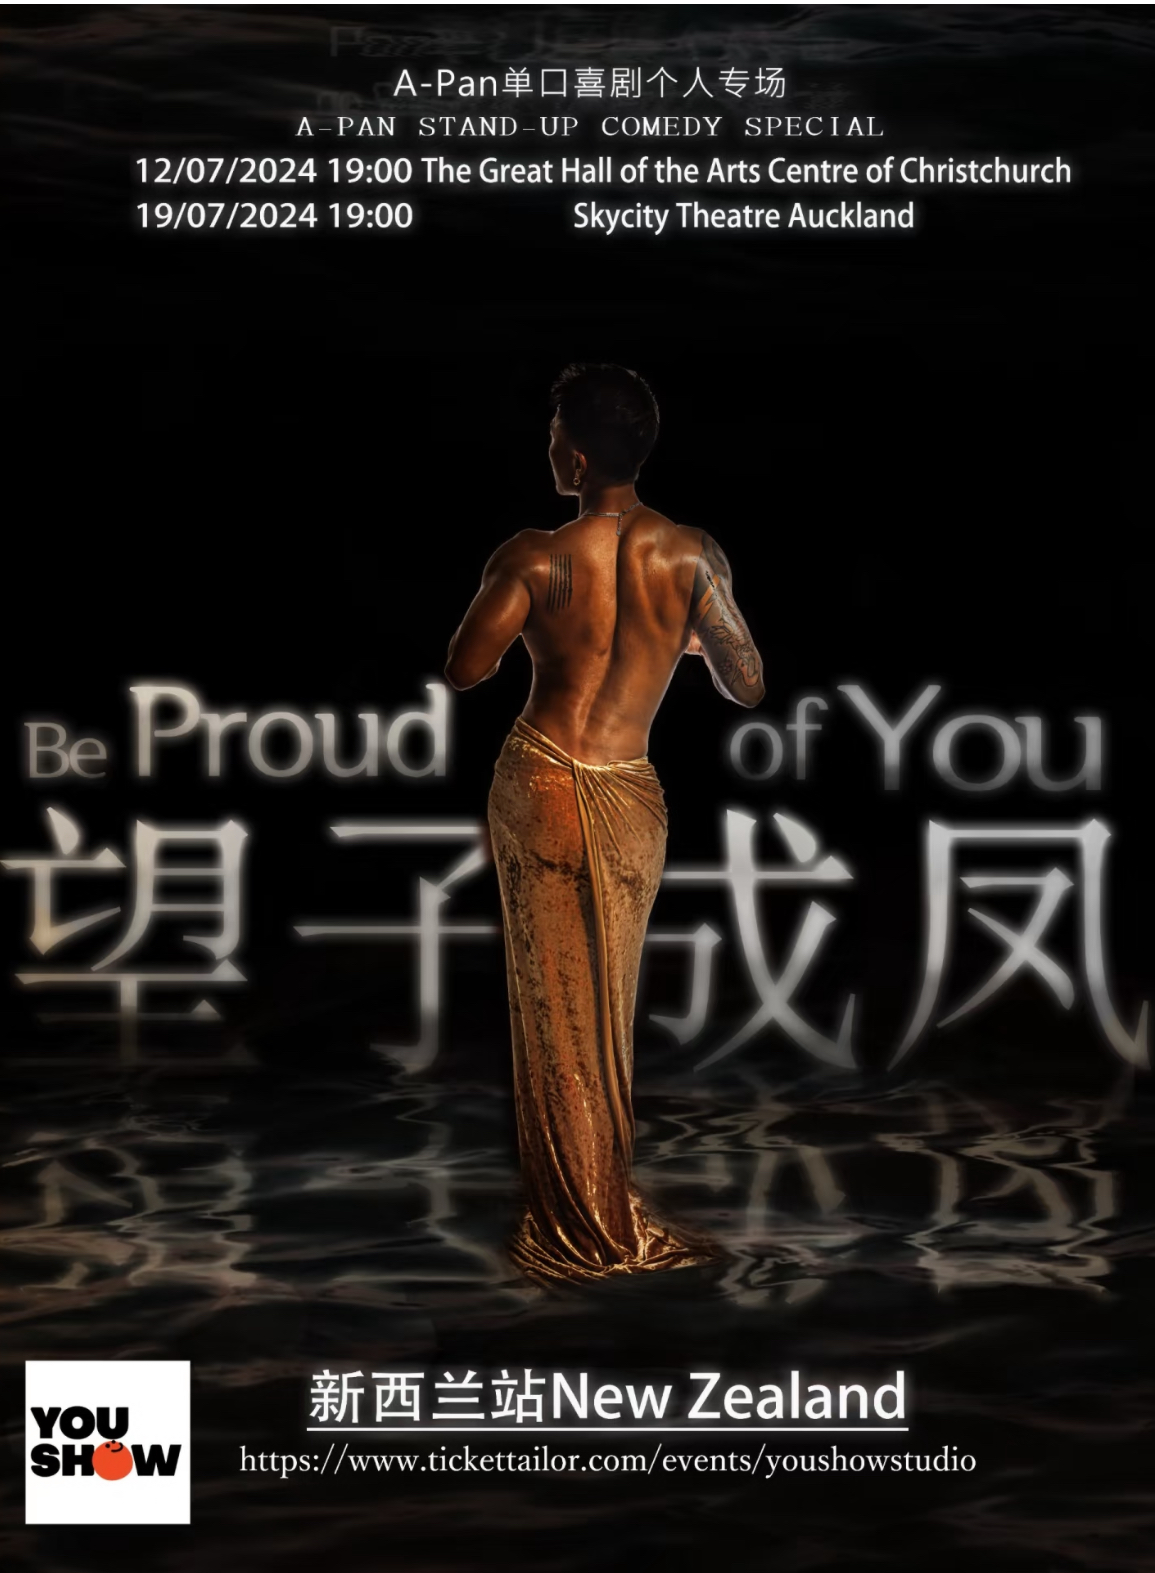 A-Pan单口喜剧个人专场
A-PAN STAND-UP COMEDY SPECIAL
12/07/2024 19:00 The Great Hall of the Arts Centre of Christchurch
19/07/2024 19:00 Skycity Theatre Auckland
Be Proud of You
望子成凤
新西兰站New Zealand
https://www.tickettailor.com/events/youshowstudio
YOU
SHOW